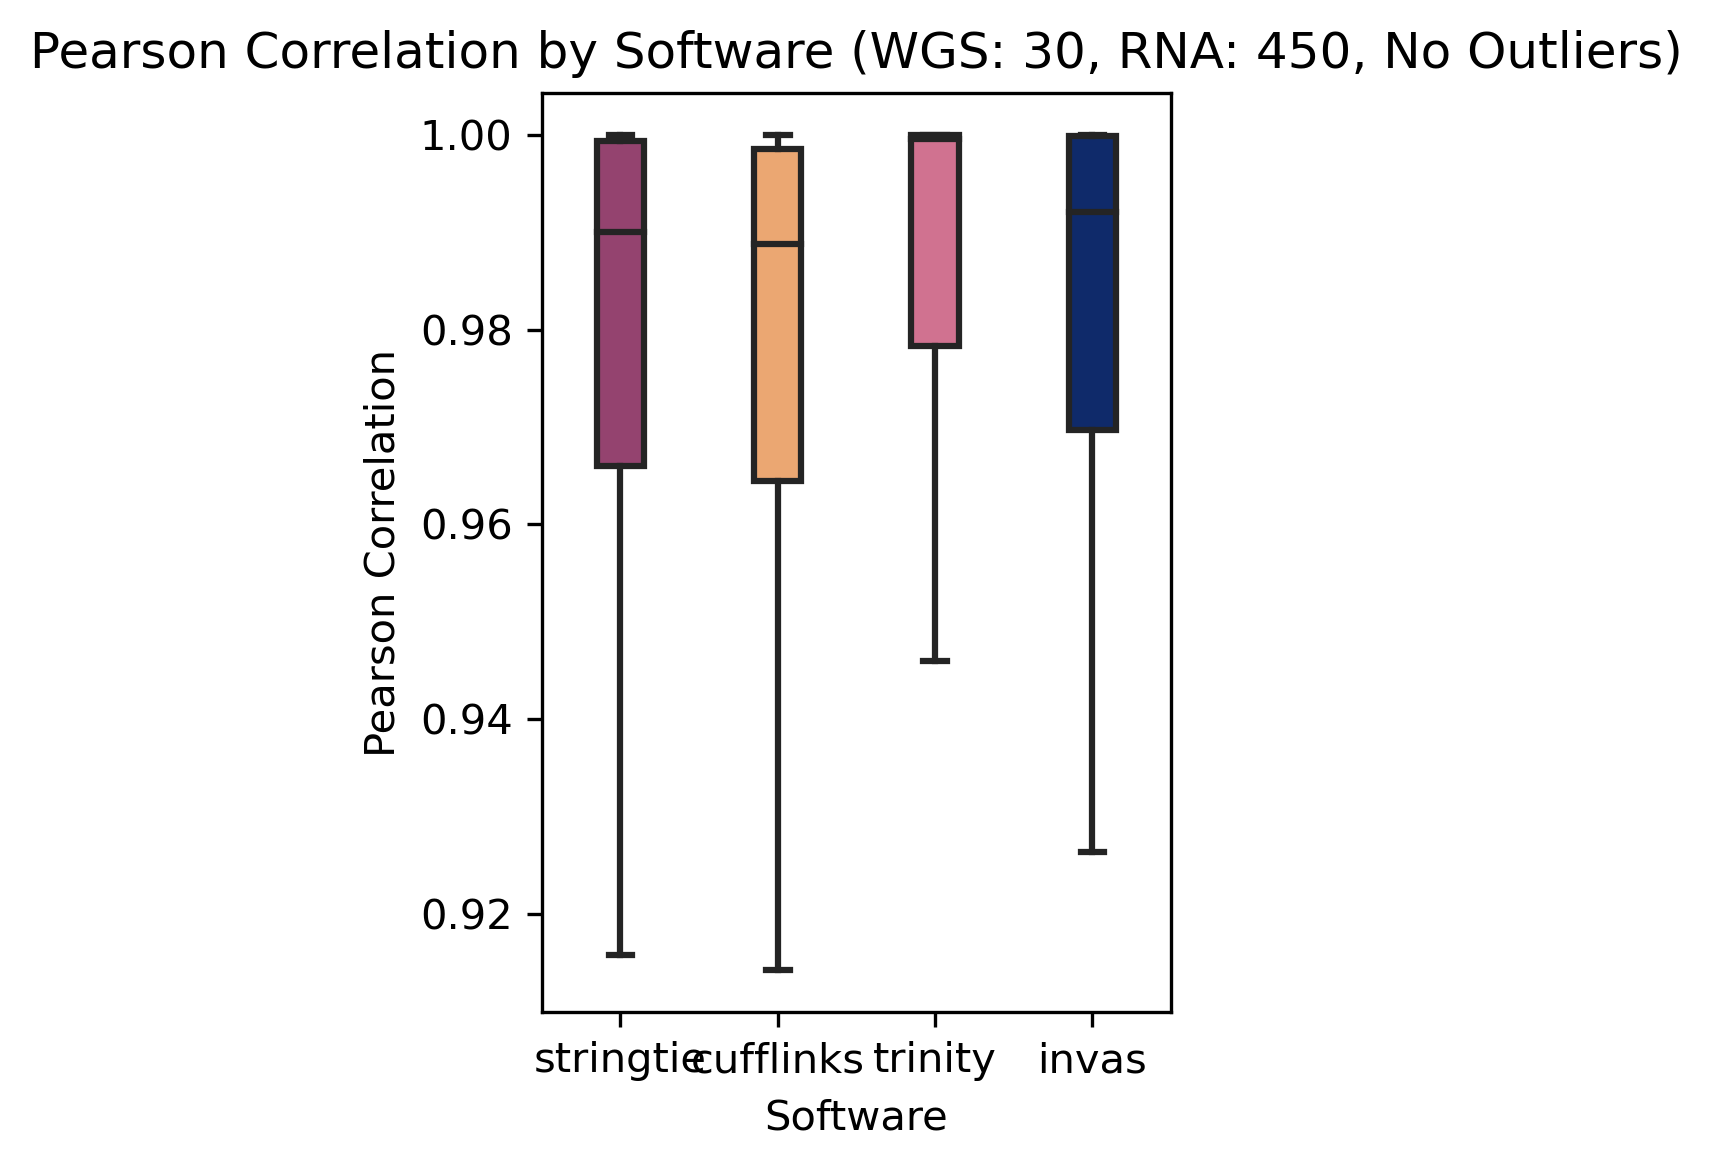 Pearson Correlation by Software (WGS: 30, RNA: 450, No Outliers)
1.00
0.98
0.96
0.94
0.92
Pearson Correlation
stringtie cufflinks trinity invas
Software